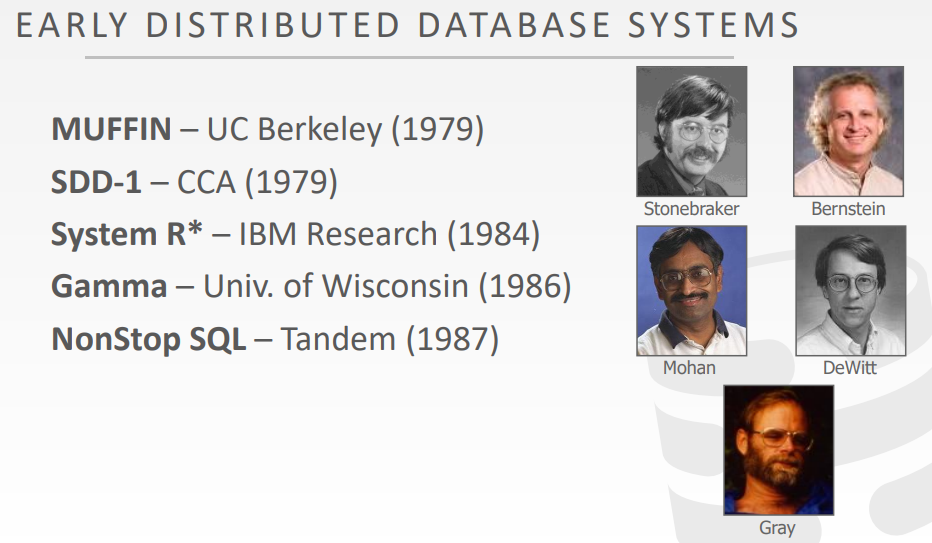 EARLY DISTRIBUTED DATABASE SYSTEMS
MUFFIN – UC Berkeley (1979)
SDD-1 – CCA (1979)
System R* – IBM Research (1984)
Gamma – Univ. of Wisconsin (1986)
NonStop SQL – Tandem (1987)
Stonebraker
Bernstein
Mohan
DeWitt
Gray